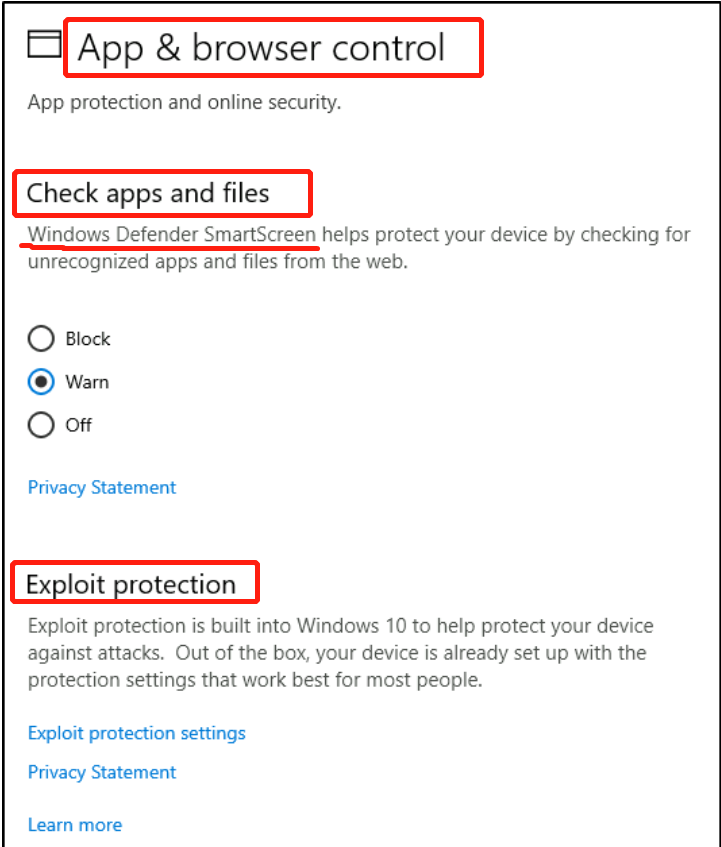 App & browser control
App protection and online security.
Check apps and files
Windows Defender SmartScreen helps protect your device by checking for
unrecognized apps and files from the web.
Block
Warn
Off
Privacy Statement
Exploit protection
Exploit protection is built into Windows 10 to help protect your device
against attacks.  Out of the box, your device is already set up with the
protection settings that work best for most people.
Exploit protection settings
Privacy Statement
Learn more